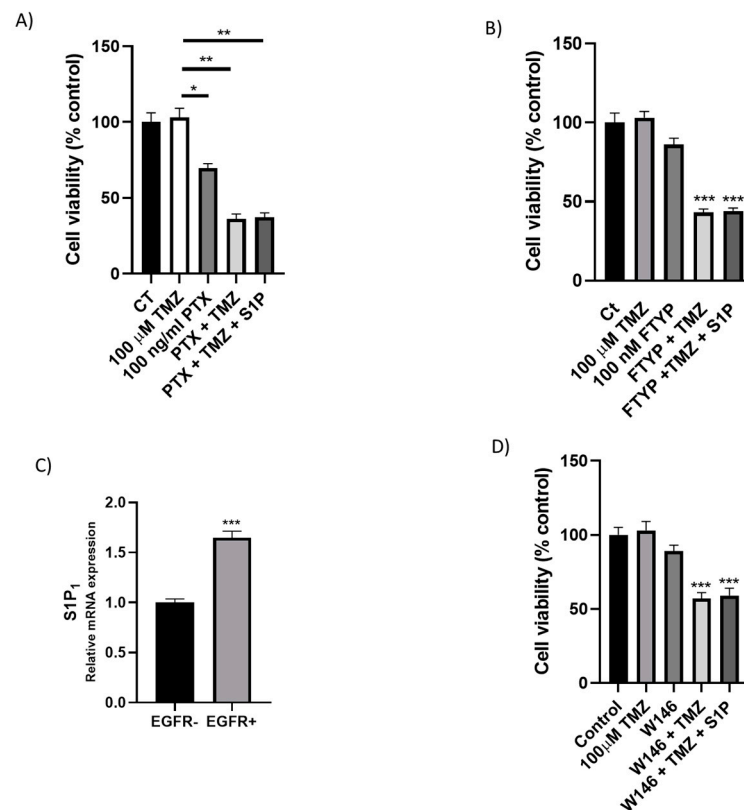 A)
**
**
*
150
100
50
0
Cell viability (% control)
CT
100 μM TMZ
100 ng/ml PTX
PTX + TMZ
PTX + TMZ + S1P
B)
150
100
50
0
Cell viability (% control)
*** ***
Ct
100 μM TMZ
100 nM FTYP
FTYP + TMZ
FTYP +TMZ + S1P
C)
2.0
1.5
1.0
0.5
0.0
S1P1
Relative mRNA expression
***
EGFR- EGFR+
D)
150
100
50
0
Cell viability (% control)
*** ***
Control
100μM TMZ
W146
W146 + TMZ
W146 + TMZ + S1P